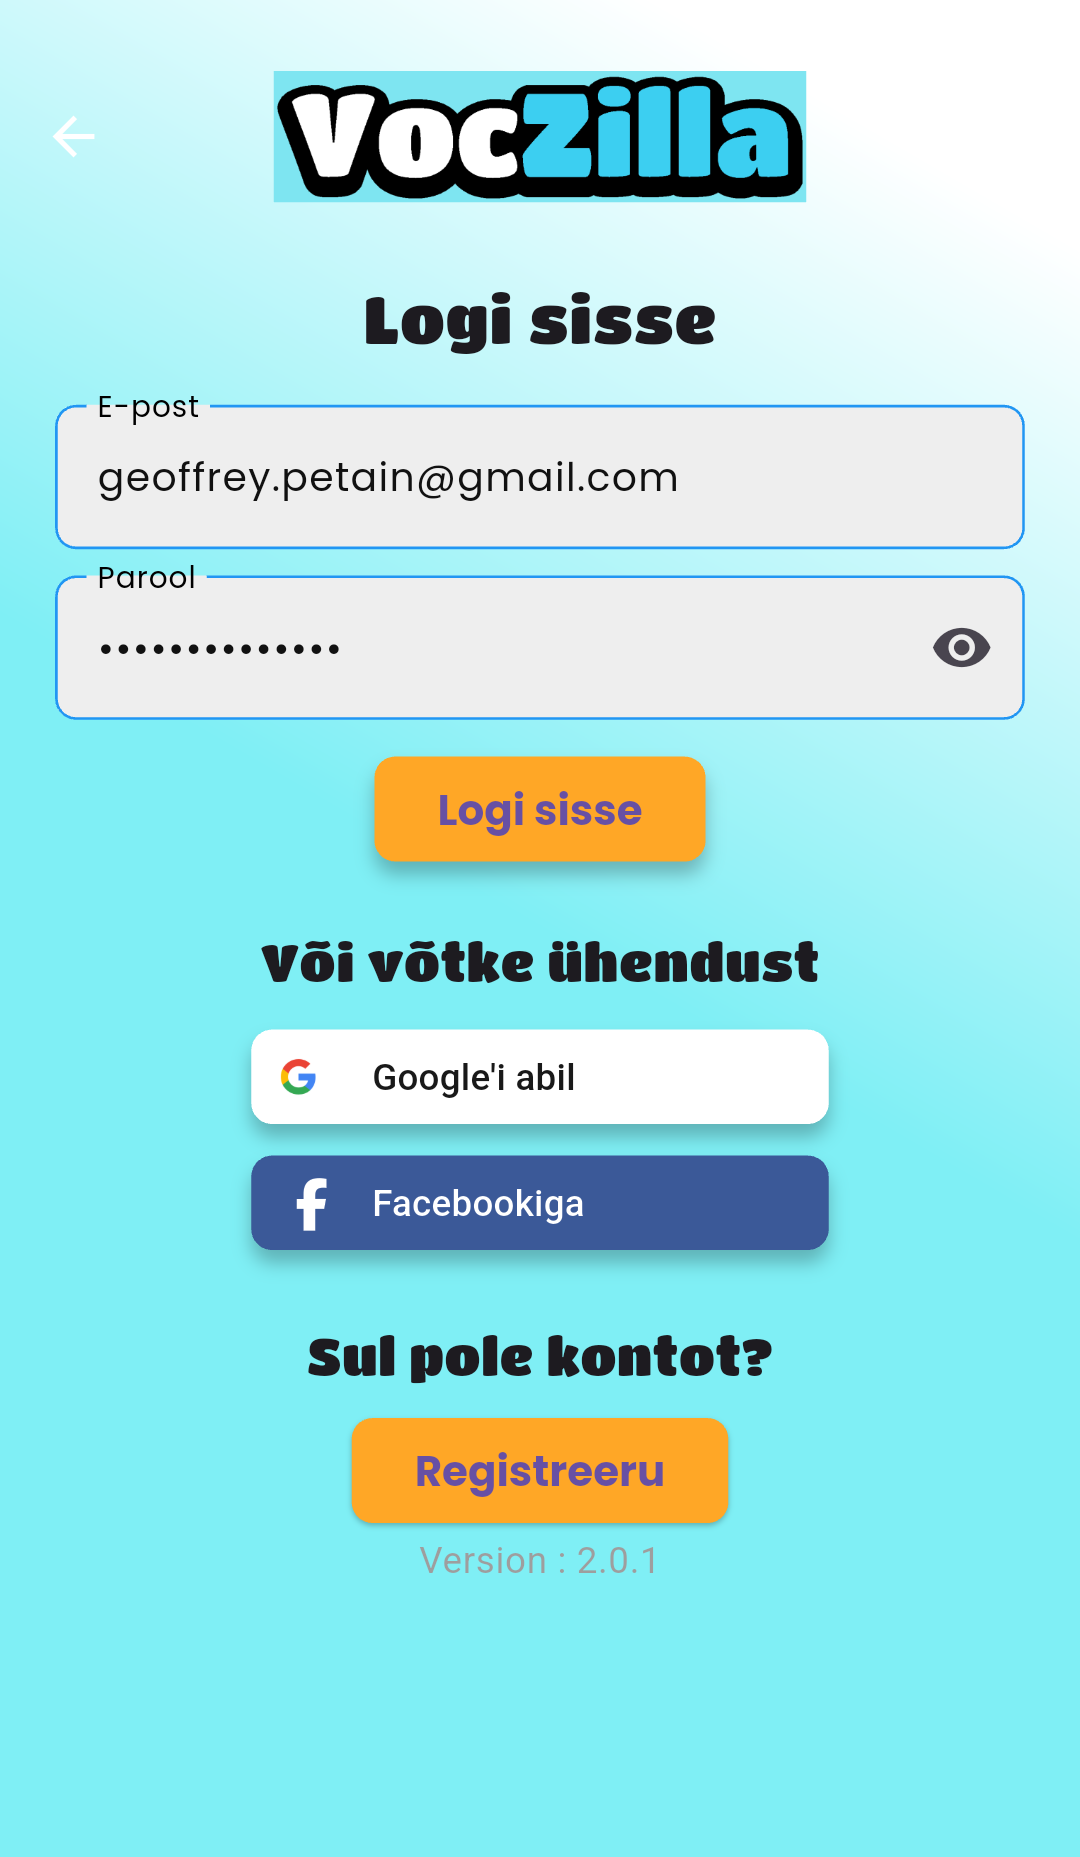 VocZilla
Logi sisse
E-post
geoffrey.petain@gmail.com
Parool
••••••••••••••
Logi sisse
Või võtke ühendust
Google'i abil
Facebookiga
Sul pole kontot?
Registreeru
Version : 2.0.1